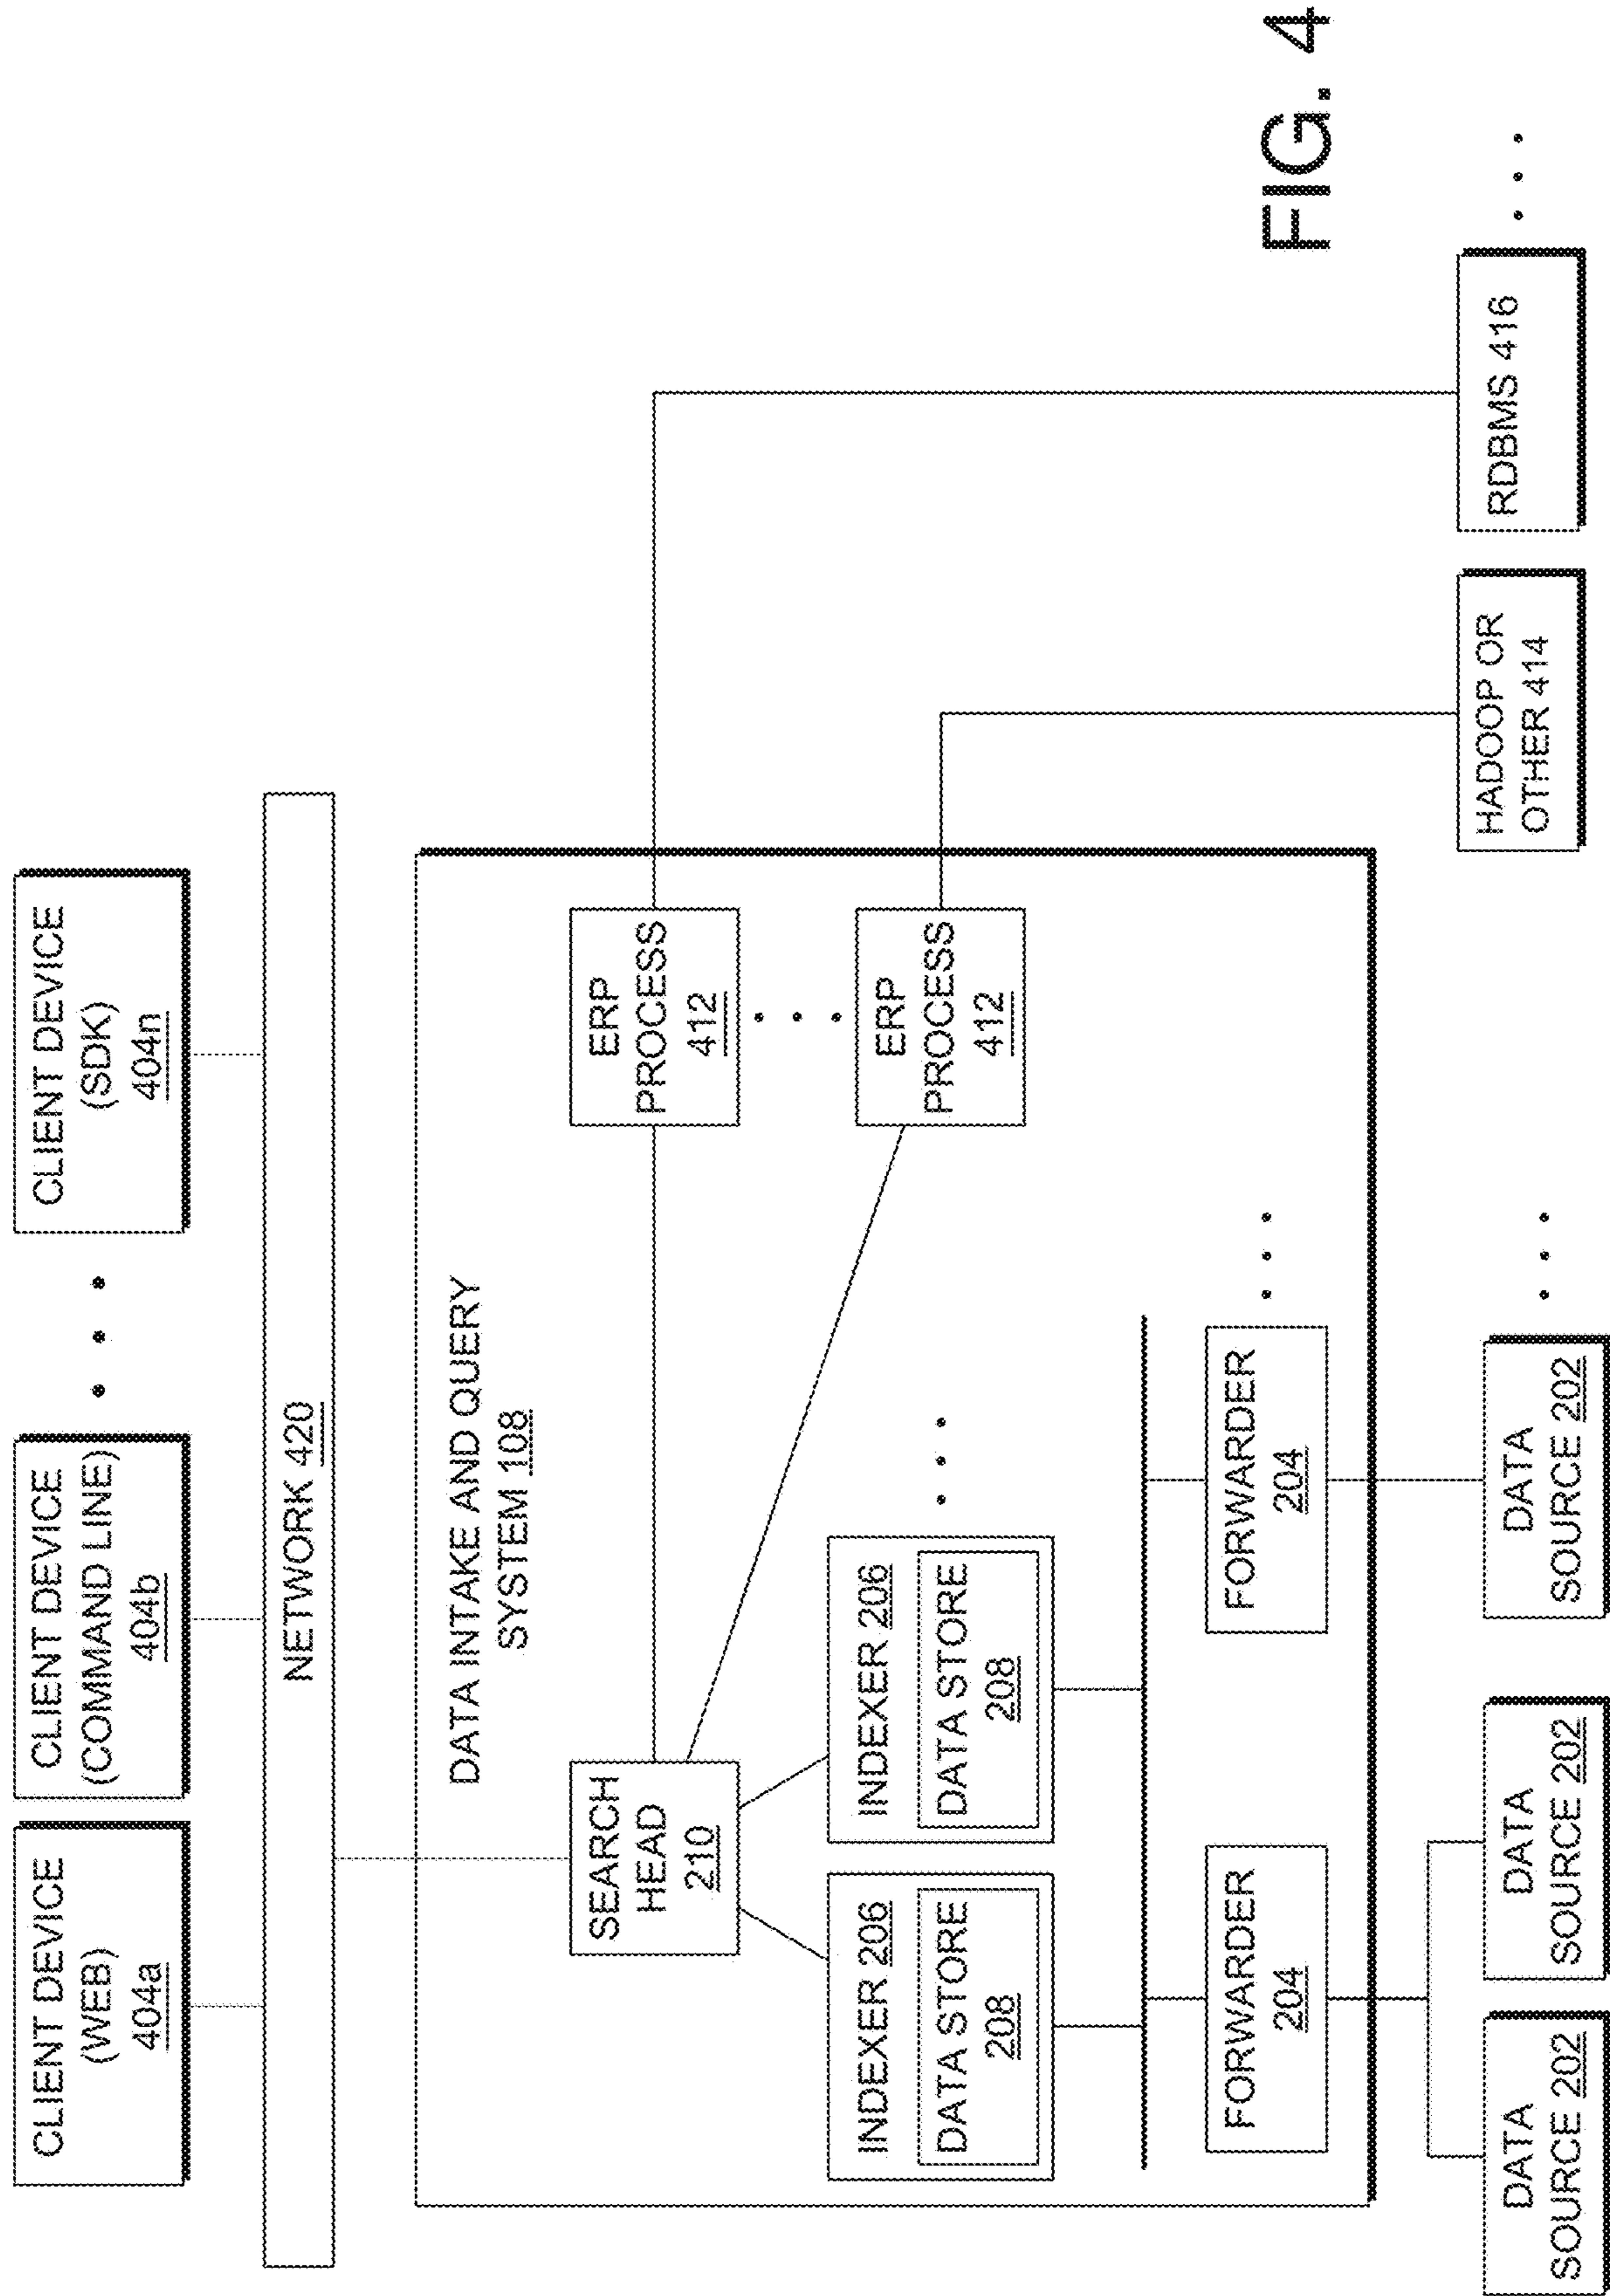 CLIENT DEVICE
(WEB)
404a
CLIENT DEVICE
(COMMAND LINE)
404b
CLIENT DEVICE
(SDK)
404n
NETWORK 420
DATA INTAKE AND QUERY
SYSTEM 108
SEARCH
HEAD
210
ERP
PROCESS
412
INDEXER 206
DATA STORE
208
INDEXER 206
DATA STORE
208
ERP
PROCESS
412
FORWARDER
204
FORWARDER
204
DATA
SOURCE 202
DATA
SOURCE 202
DATA
SOURCE 202
HADOOP OR
OTHER 414
RDBMS 416
FIG. 4